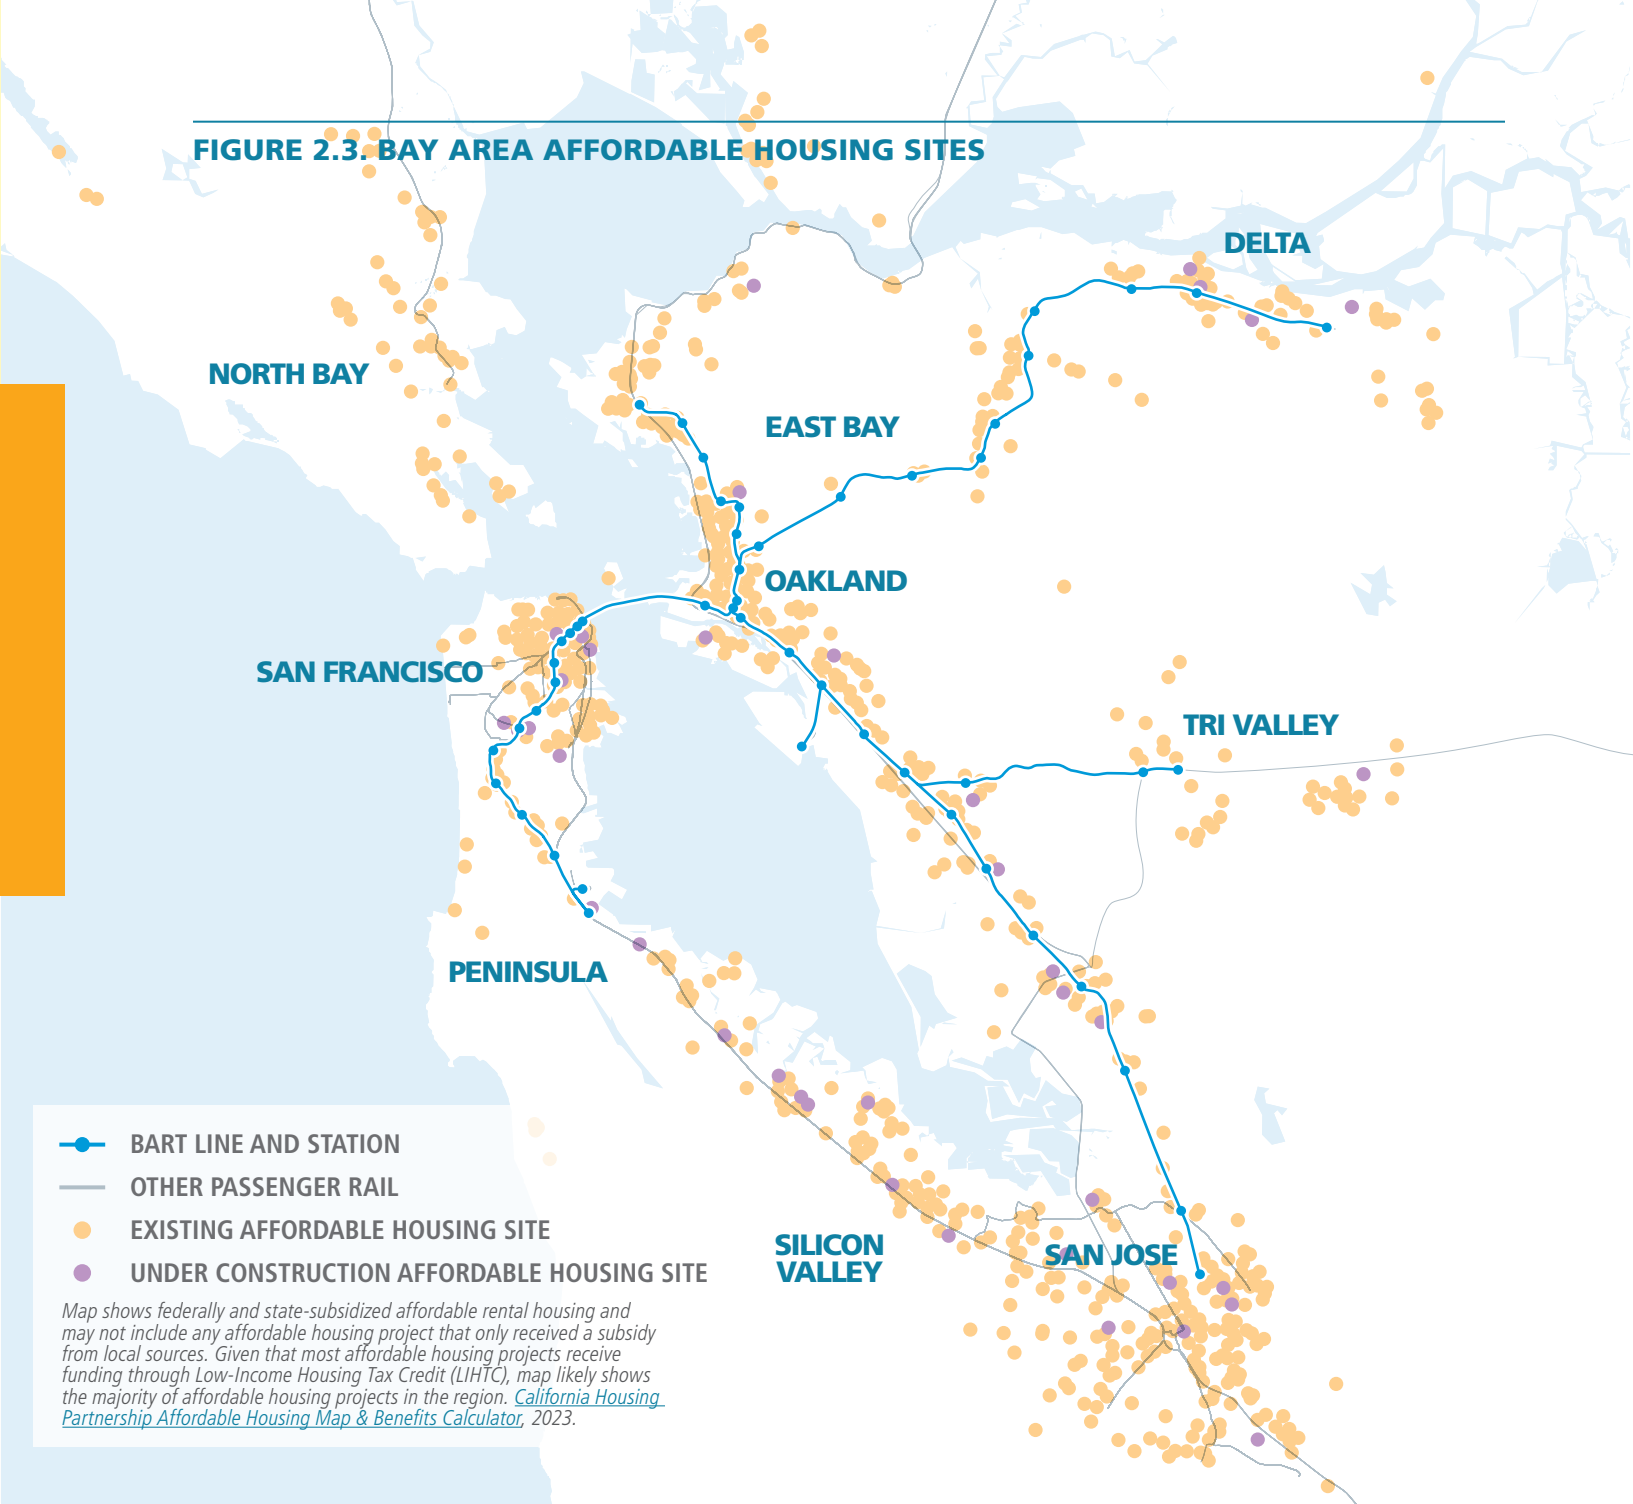 FIGURE 2.3. BAY AREA AFFORDABLE HOUSING SITES
DELTA
NORTH BAY
EAST BAY
OAKLAND
SAN FRANCISCO
TRI VALLEY
PENINSULA
SILICON
VALLEY
SAN JOSE
BART LINE AND STATION
OTHER PASSENGER RAIL
EXISTING AFFORDABLE HOUSING SITE
UNDER CONSTRUCTION AFFORDABLE HOUSING SITE
Map shows federally and state-subsidized affordable rental housing and
may not include any affordable housing project that only received a subsidy
from local sources. Given that most affordable housing projects receive
funding through Low-Income Housing Tax Credit (LIHTC), map likely shows
the majority of affordable housing projects in the region. California Housing
Partnership Affordable Housing Map & Benefits Calculator, 2023.